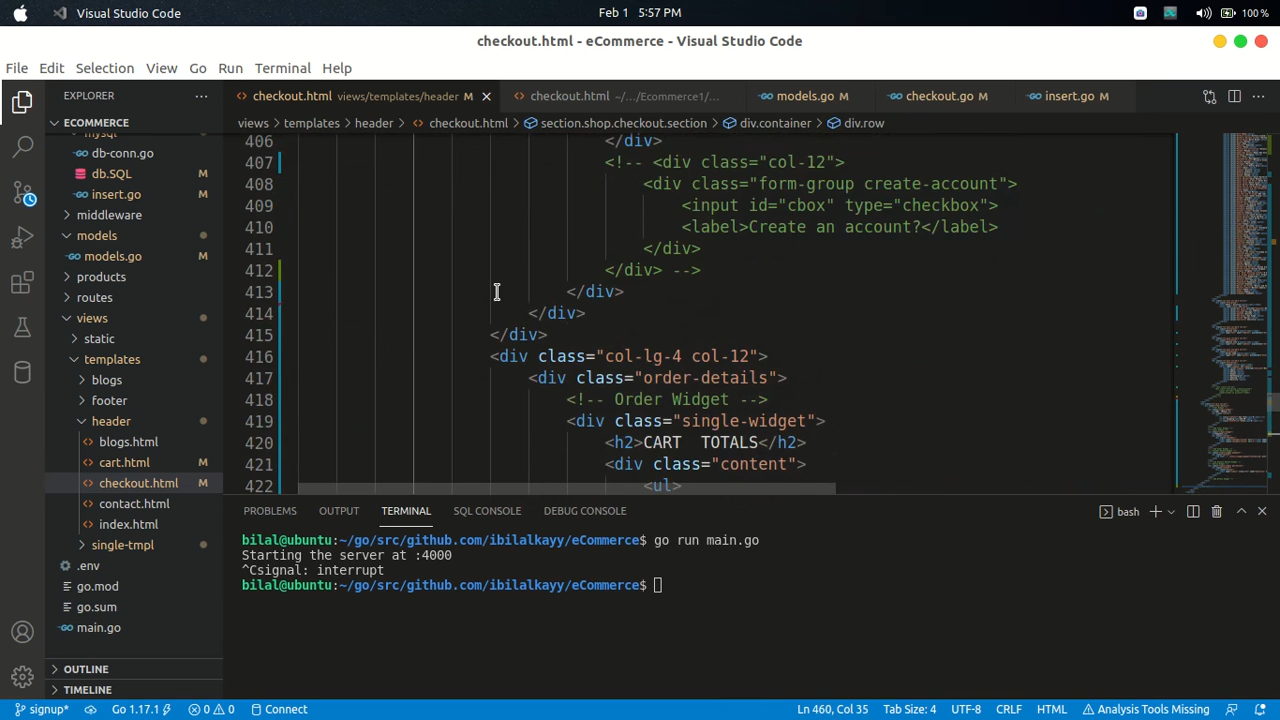 Visual Studio Code
Feb 1 5:57 PM
100 %
checkout.html - eCommerce - Visual Studio Code
File Edit Selection View Go Run Terminal Help
EXPLORER
checkout.html views/templates/header M
checkout.html ~/.../Ecommerce1/...
models.go M
checkout.go M
insert.go M
ECOMMERCE
views > templates > header > checkout.html > section.shop.checkout.section > div.container > div.row
mysql
db-conn.go
db.SQL M
insert.go M
middleware
models
models.go M
products
routes
views
static
templates
blogs
footer
header
blogs.html
cart.html M
checkout.html M
contact.html
index.html
single-tmpl
.env
go.mod
go.sum
main.go
OUTLINE
TIMELINE
406 </div>
407 <!-- <div class="col-12">
408 <div class="form-group create-account">
409 <input id="cbox" type="checkbox">
410 <label>Create an account?</label>
411 </div>
412 </div> -->
413 </div>
414 </div>
415 </div>
416 <div class="col-lg-4 col-12">
417 <div class="order-details">
418 <!-- Order Widget -->
419 <div class="single-widget">
420 <h2>CART  TOTALS</h2>
421 <div class="content">
422 <ul>
PROBLEMS OUTPUT TERMINAL SQL CONSOLE DEBUG CONSOLE
bash
bilal@ubuntu:~/go/src/github.com/ibilalkayy/eCommerce$ go run main.go
Starting the server at :4000
^Csignal: interrupt
bilal@ubuntu:~/go/src/github.com/ibilalkayy/eCommerce$
signup* Go 1.17.1 0 0 Connect Ln 460, Col 35 Tab Size: 4 UTF-8 CRLF HTML Analysis Tools Missing